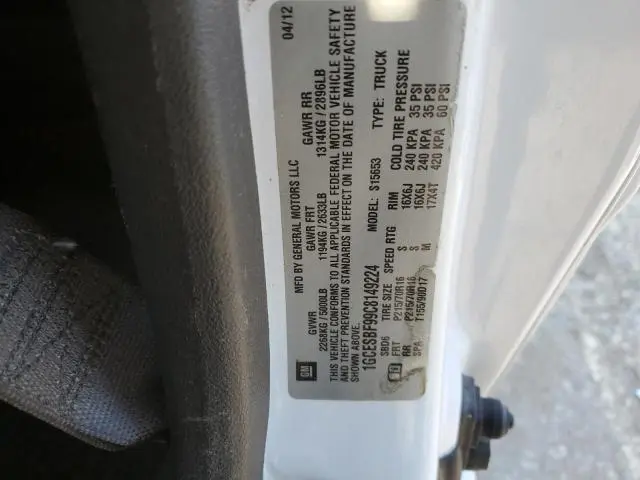 MFD BY GENERAL MOTORS LLC 04/12
GVWR GAWR FRT GAWR RR
2268KG / 5000LB 1194KG / 2633LB 1314KG / 2896LB
THIS VEHICLE CONFORMS TO ALL APPLICABLE FEDERAL MOTOR VEHICLE SAFETY
AND THEFT PREVENTION STANDARDS IN EFFECT ON THE DATE OF MANUFACTURE
SHOWN ABOVE.
1GCESBF99C8149224 MODEL: S15653 TYPE: TRUCK
SBD6 TIRE SIZE SPEED RTG RIM COLD TIRE PRESSURE
FRT P215/70R16 S 16X6J 240 KPA 35 PSI
RR P215/70R16 S 16X6J 240 KPA 35 PSI
SPA T155/90D17 M 17X4T 420 KPA 60 PSI
GM